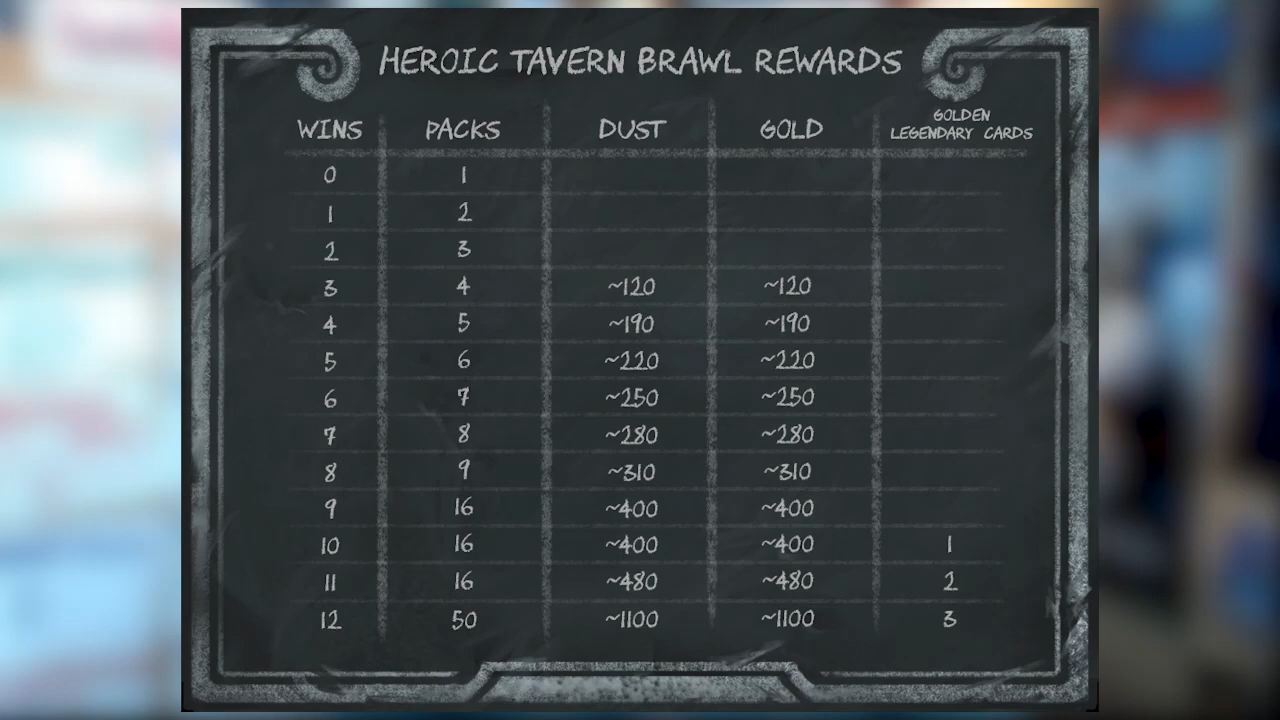 HEROIC TAVERN BRAWL REWARDS
WINS PACKS DUST GOLD GOLDEN LEGENDARY CARDS
0 1
1 2
2 3
3 4 ~120 ~120
4 5 ~190 ~190
5 6 ~220 ~220
6 7 ~250 ~250
7 8 ~280 ~280
8 9 ~310 ~310
9 16 ~400 ~400
10 16 ~400 ~400 1
11 16 ~480 ~480 2
12 50 ~1100 ~1100 3